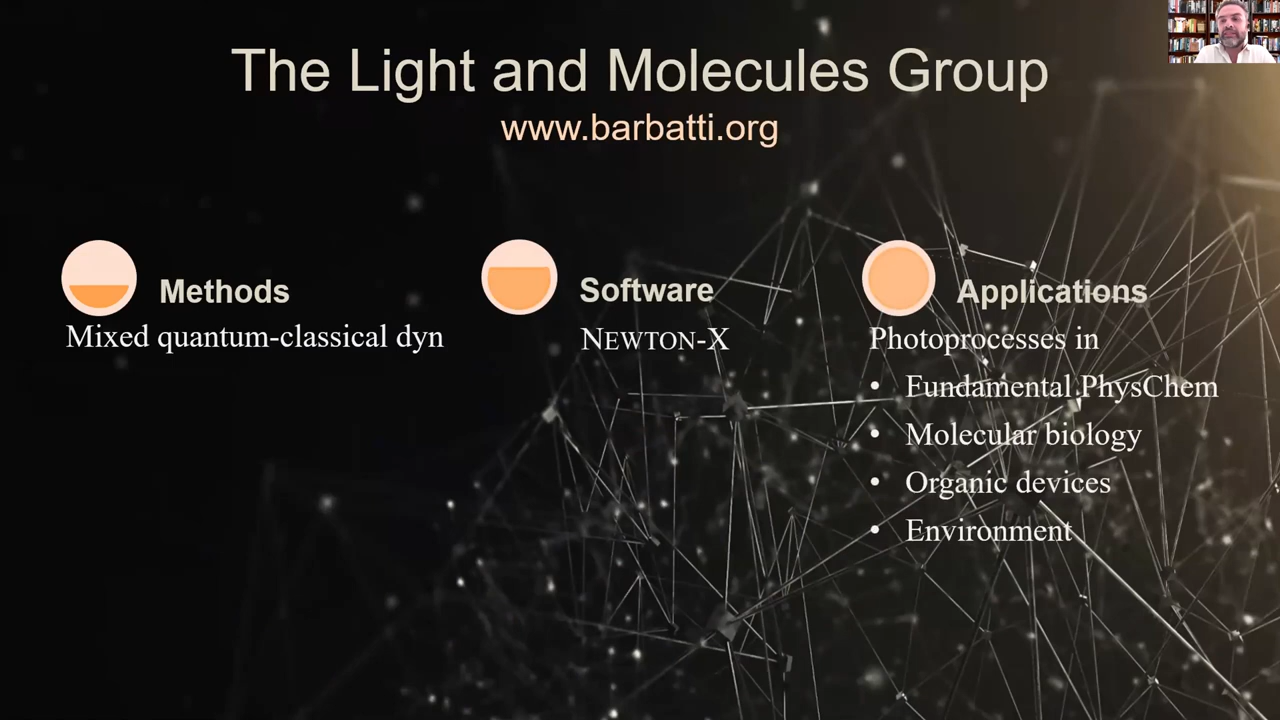 The Light and Molecules Group
www.barbatti.org
Methods
Mixed quantum-classical dyn
Software
NEWTON-X
Applications
Photoprocesses in
• Fundamental PhysChem
• Molecular biology
• Organic devices
• Environment